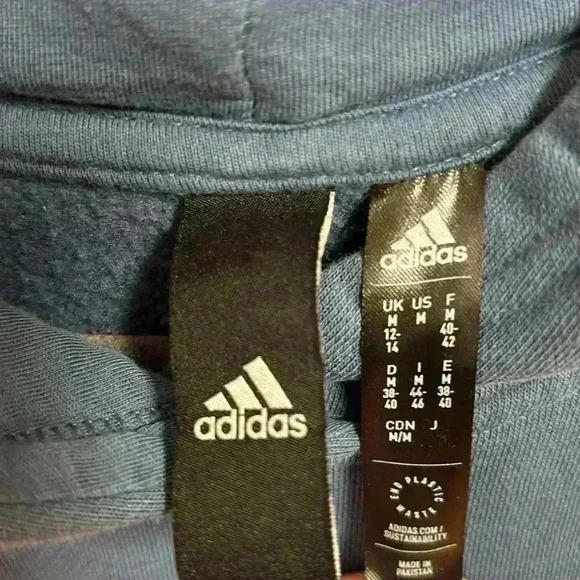 adidas
adidas
UK US F
M M M
12- 40-
14 42
D I E
M M M
38- 44- 38-
40 46 40
CDN J
M/M
END PLASTIC
WASTE
ADIDAS.COM/
SUSTAINABILITY
MADE IN
PAKISTAN